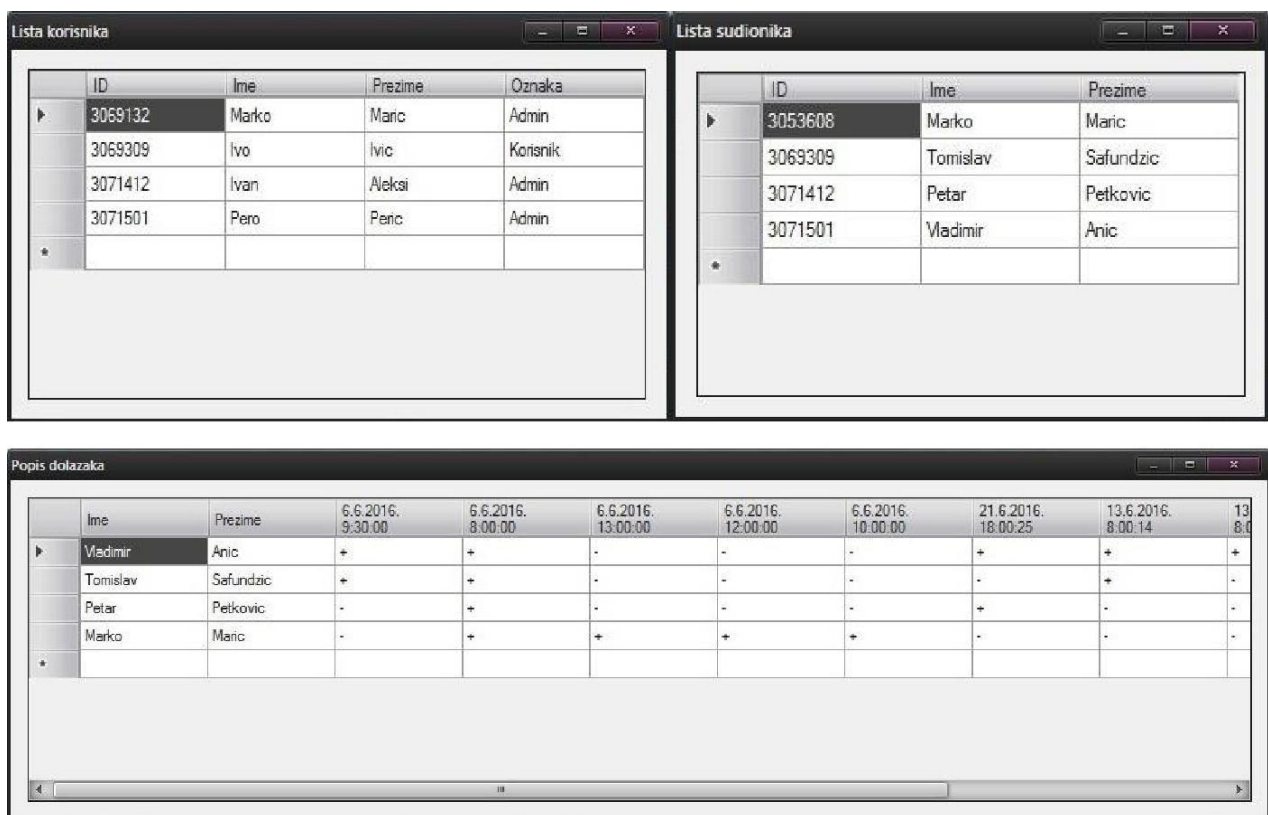 Lista korisnika
ID Ime Prezime Oznaka
3069132 Marko Maric Admin
3069309 Ivo Ivic Korisnik
3071412 Ivan Aleksi Admin
3071501 Pero Peric Admin
*
Lista sudionika
ID Ime Prezime
3053608 Marko Maric
3069309 Tomislav Safundzic
3071412 Petar Petkovic
3071501 Vladimir Anic
*
Popis dolazaka
Ime Prezime 6.6.2016. 6.6.2016. 6.6.2016. 6.6.2016. 6.6.2016. 21.6.2016. 13.6.2016. 13
9:30:00 8:00:00 13:00:00 12:00:00 10:00:00 18:00:25 8:00:14 8:0
Vladimir Anic + + - - - + + +
Tomislav Safundzic + + - - - - + -
Petar Petkovic - + - - - + - -
Marko Maric - + + + + - - -
*